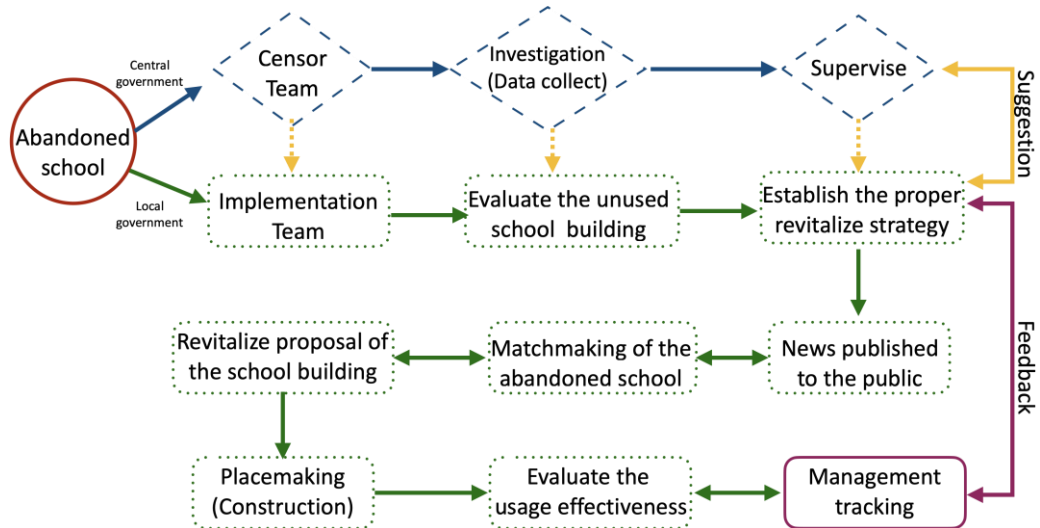 Central
government
Abandoned
school
Local
government
Censor
Team
Investigation
(Data collect)
Supervise
Suggestion
Implementation
Team
Evaluate the unused
school building
Establish the proper
revitalize strategy
Revitalize proposal of
the school building
Matchmaking of the
abandoned school
News published
to the public
Feedback
Placemaking
(Construction)
Evaluate the
usage effectiveness
Management
tracking